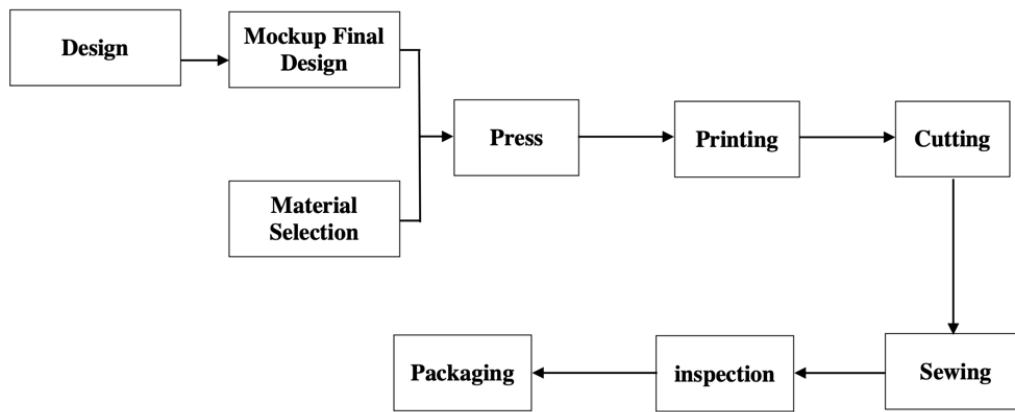 Design
Mockup Final
Design
Material
Selection
Press
Printing
Cutting
Sewing
inspection
Packaging